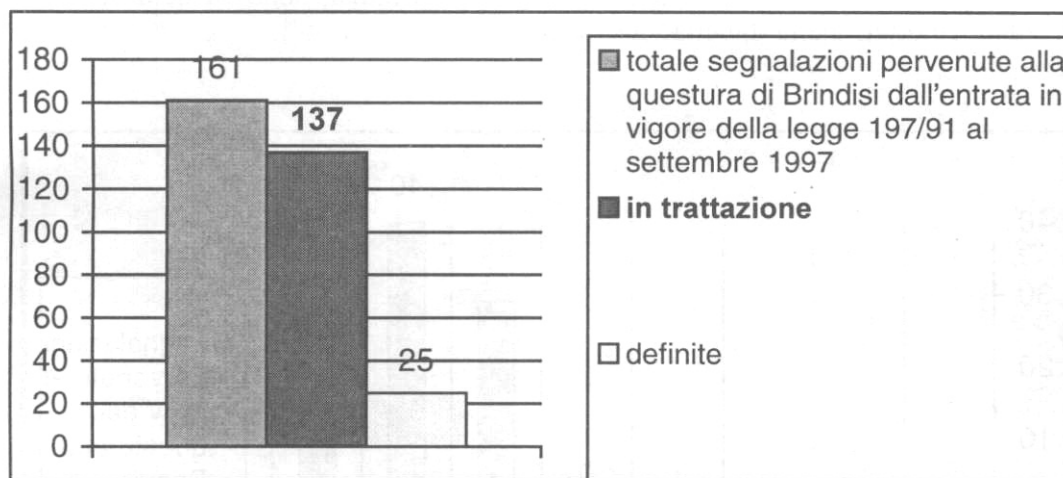 180
160
140
120
100
80
60
40
20
0
161
137
25
totale segnalazioni pervenute alla
questura di Brindisi dall'entrata in
vigore della legge 197/91 al
settembre 1997
in trattazione
definite